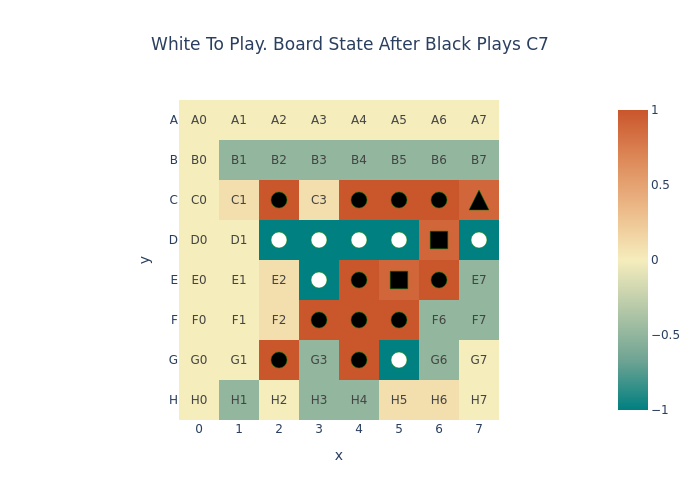 White To Play. Board State After Black Plays C7
A A0 A1 A2 A3 A4 A5 A6 A7
B B0 B1 B2 B3 B4 B5 B6 B7
C C0 C1 C3
D D0 D1
E E0 E1 E2 E7
F F0 F1 F2 F6 F7
G G0 G1 G3 G6 G7
H H0 H1 H2 H3 H4 H5 H6 H7
0 1 2 3 4 5 6 7
x
y
1
0.5
0
−0.5
−1